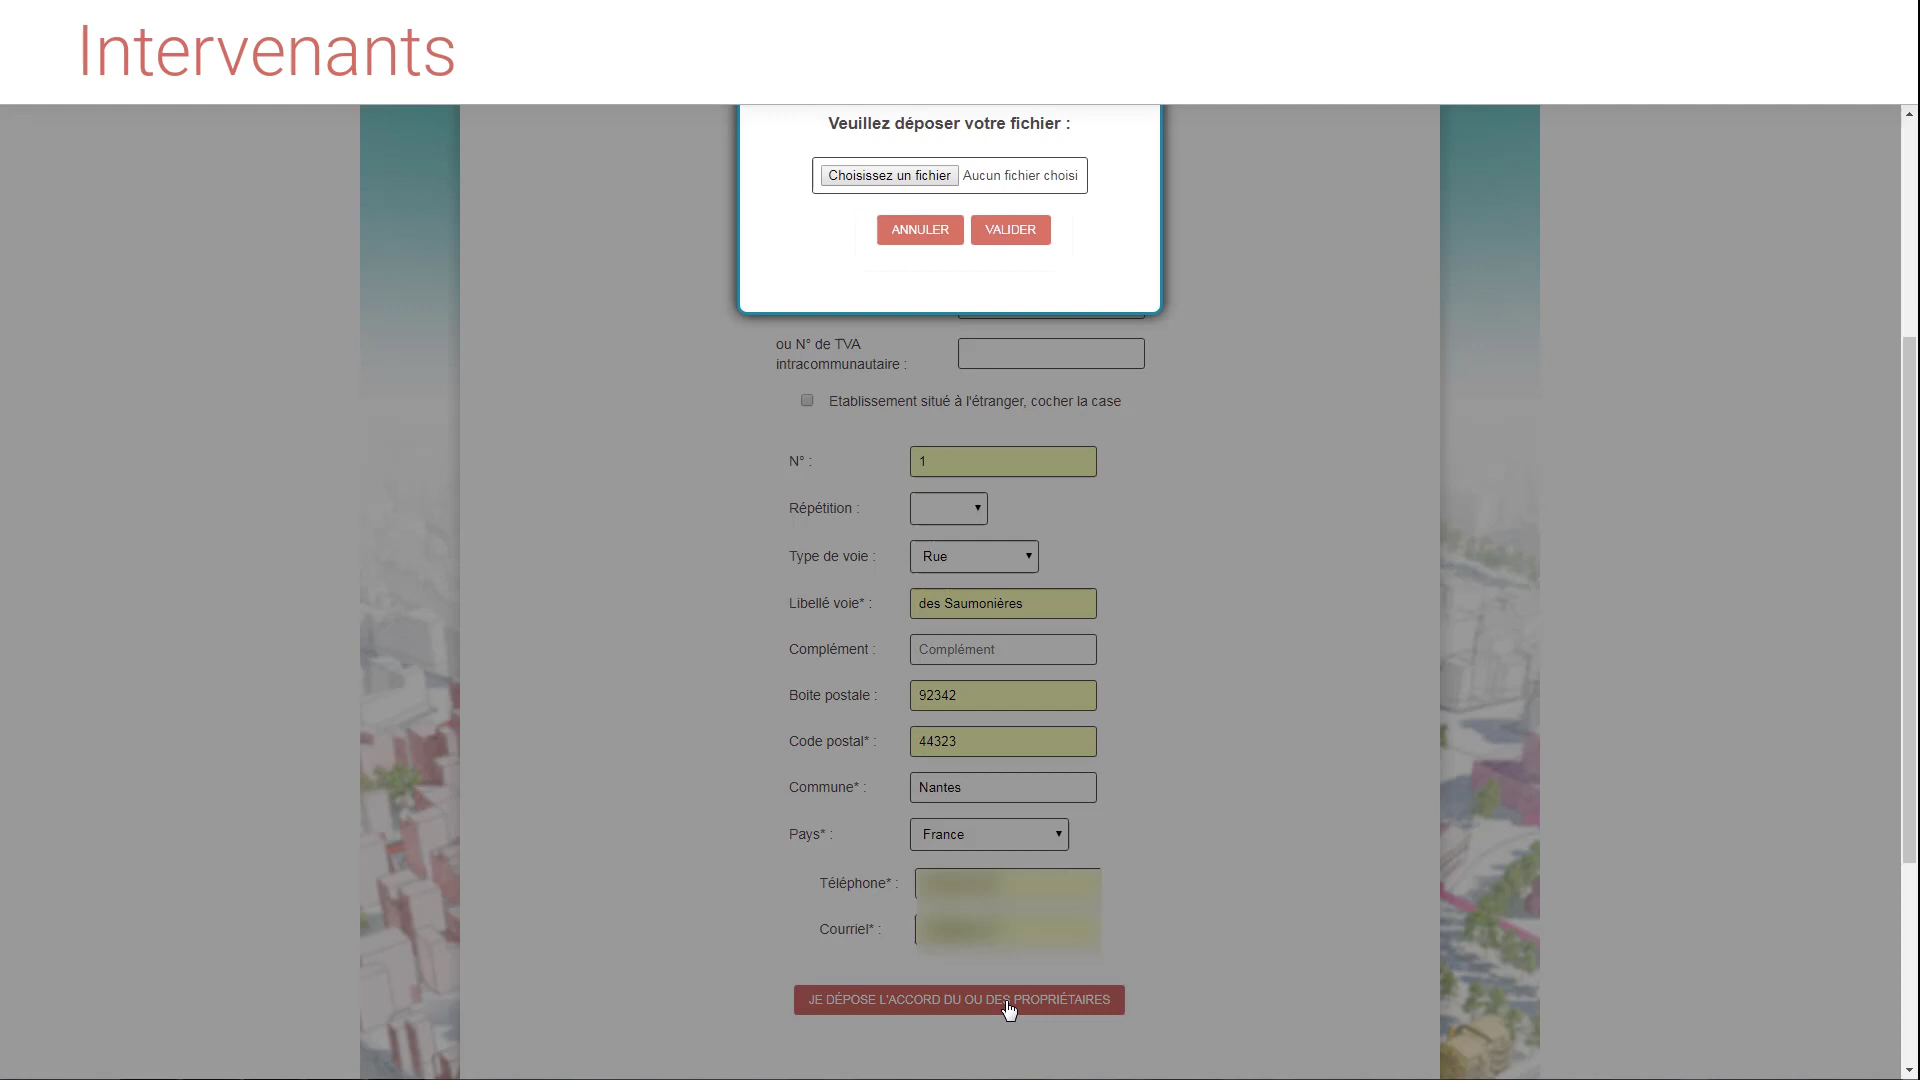 Intervenants
Veuillez déposer votre fichier :
Choisissez un fichier Aucun fichier choisi
ANNULER VALIDER
ou N° de TVA
intracommunautaire :
Etablissement situé à l'étranger, cocher la case
N° : 1
Répétition :
Type de voie : Rue
Libellé voie* : des Saumonières
Complément : Complément
Boite postale : 92342
Code postal* : 44323
Commune* : Nantes
Pays* : France
Téléphone* :
Courriel* :
JE DÉPOSE L'ACCORD DU OU DES PROPRIÉTAIRES